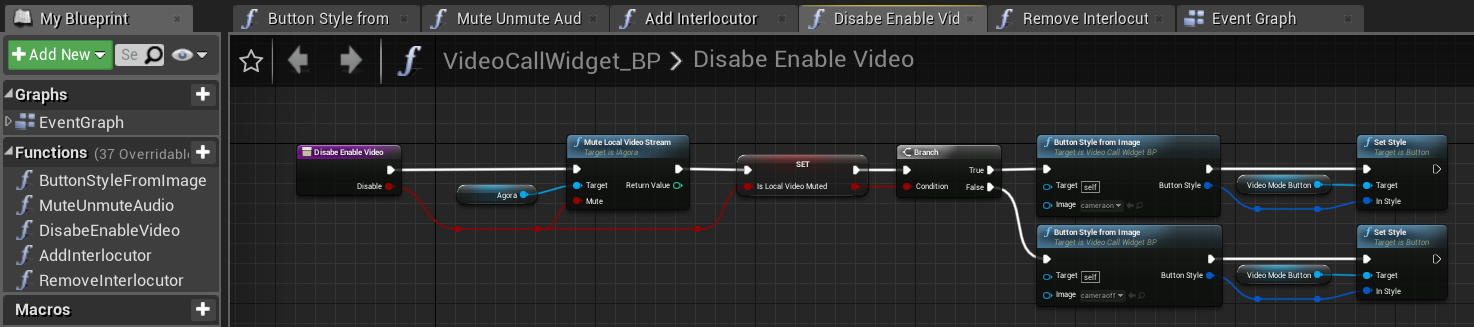 My Blueprint
Button Style from
Mute Unmute Aud
Add Interlocutor
Disabe Enable Vid
Remove Interlocut
Event Graph
Add New
Se
VideoCallWidget_BP > Disabe Enable Video
Graphs
EventGraph
Functions (37 Overridabl
ButtonStyleFromImage
MuteUnmuteAudio
DisabeEnableVideo
AddInterlocutor
RemoveInterlocutor
Macros
Disabe Enable Video
Disable
Agora
Mute Local Video Stream
Target is IAgora
Target
Return Value
Mute
SET
Is Local Video Muted
Branch
True
Condition
False
Button Style from Image
Target is Video Call Widget BP
Target self
Button Style
Image cameraon
Video Mode Button
Set Style
Target is Button
Target
In Style
Button Style from Image
Target is Video Call Widget BP
Target self
Button Style
Image cameraoff
Video Mode Button
Set Style
Target is Button
Target
In Style